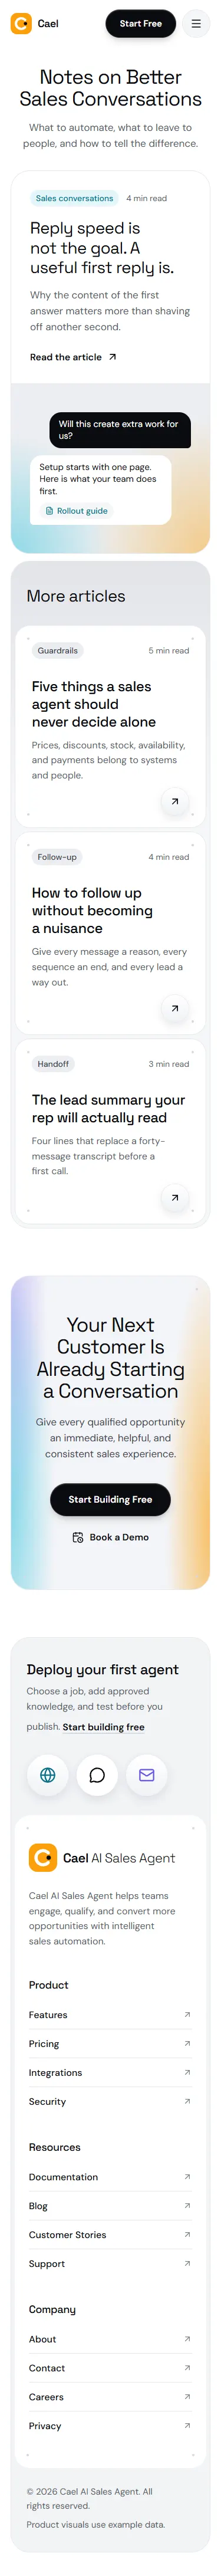 Cael
Start Free
Notes on Better
Sales Conversations
What to automate, what to leave to
people, and how to tell the difference.
Sales conversations
4 min read
Reply speed is
not the goal. A
useful first reply is.
Why the content of the first
answer matters more than shaving
off another second.
Read the article
Will this create extra work for
us?
Setup starts with one page.
Here is what your team does
first.
Rollout guide
More articles
Guardrails
5 min read
Five things a sales
agent should
never decide alone
Prices, discounts, stock, availability,
and payments belong to systems
and people.
Follow-up
4 min read
How to follow up
without becoming
a nuisance
Give every message a reason, every
sequence an end, and every lead a
way out.
Handoff
3 min read
The lead summary your
rep will actually read
Four lines that replace a forty-
message transcript before a
first call.
Your Next
Customer Is
Already Starting
a Conversation
Give every qualified opportunity
an immediate, helpful, and
consistent sales experience.
Start Building Free
Book a Demo
Deploy your first agent
Choose a job, add approved
knowledge, and test before you
publish. Start building free
Cael AI Sales Agent
Cael AI Sales Agent helps teams
engage, qualify, and convert more
opportunities with intelligent
sales automation.
Product
Features
Pricing
Integrations
Security
Resources
Documentation
Blog
Customer Stories
Support
Company
About
Contact
Careers
Privacy
© 2026 Cael AI Sales Agent. All
rights reserved.
Product visuals use example data.